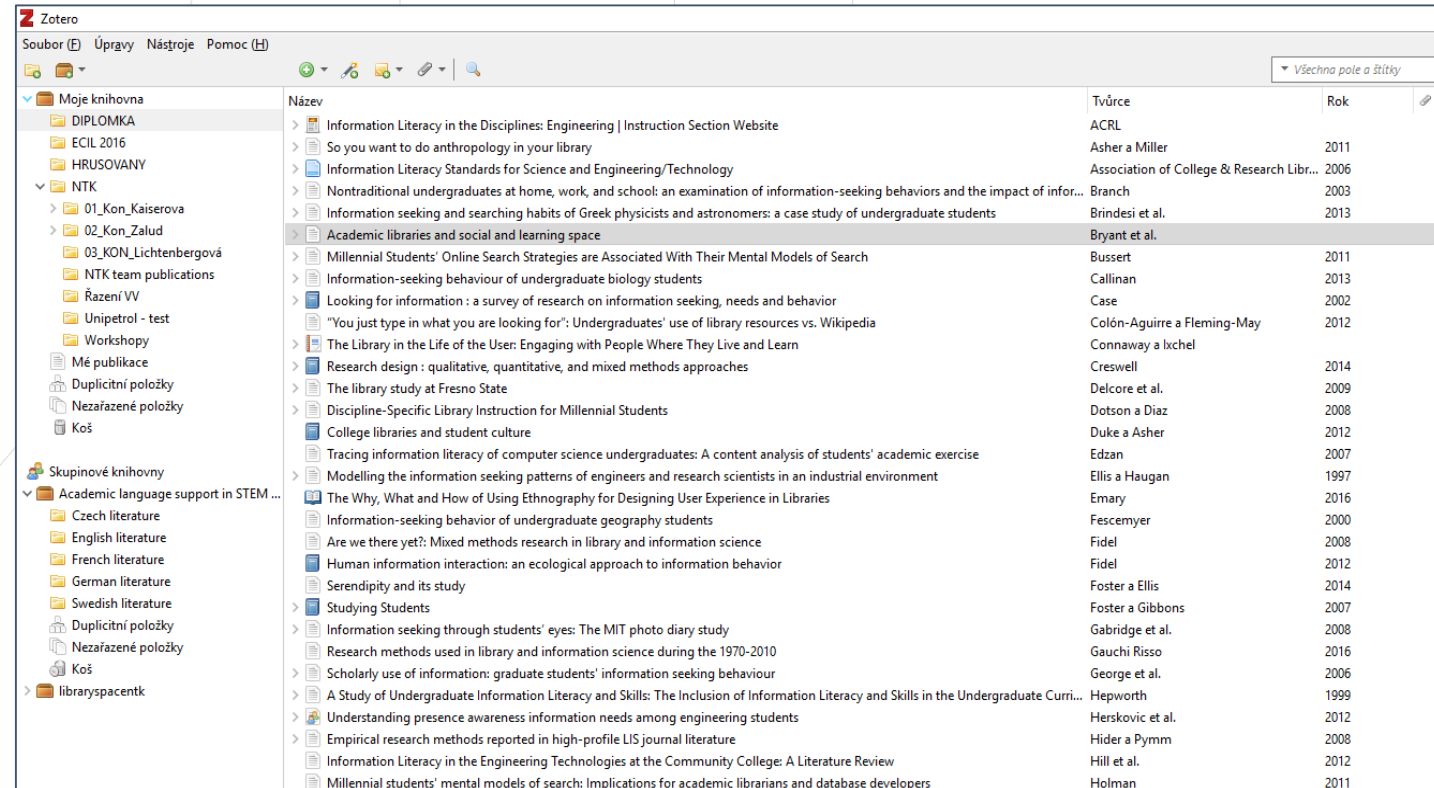 Zotero
Soubor (F) Úpravy Nástroje Pomoc (H)
Všechna pole a štítky
Moje knihovna
DIPLOMKA
ECIL 2016
HRUSOVANY
NTK
01_Kon_Kaiserova
02_Kon_Zalud
03_KON_Lichtenbergová
NTK team publications
Řazení VV
Unipetrol - test
Workshopy
Mé publikace
Duplicitní položky
Nezařazené položky
Koš
Skupinové knihovny
Academic language support in STEM ...
Czech literature
English literature
French literature
German literature
Swedish literature
Duplicitní položky
Nezařazené položky
Koš
libraryspacentk
Název Tvůrce Rok
Information Literacy in the Disciplines: Engineering | Instruction Section Website ACRL
So you want to do anthropology in your library Asher a Miller 2011
Information Literacy Standards for Science and Engineering/Technology Association of College & Research Libr... 2006
Nontraditional undergraduates at home, work, and school: an examination of information-seeking behaviors and the impact of infor... Branch 2003
Information seeking and searching habits of Greek physicists and astronomers: a case study of undergraduate students Brindesi et al. 2013
Academic libraries and social and learning space Bryant et al.
Millennial Students' Online Search Strategies are Associated With Their Mental Models of Search Bussert 2011
Information-seeking behaviour of undergraduate biology students Callinan 2013
Looking for information : a survey of research on information seeking, needs and behavior Case 2002
“You just type in what you are looking for”: Undergraduates' use of library resources vs. Wikipedia Colón-Aguirre a Fleming-May 2012
The Library in the Life of the User: Engaging with People Where They Live and Learn Connaway a Ixchel
Research design : qualitative, quantitative, and mixed methods approaches Creswell 2014
The library study at Fresno State Delcore et al. 2009
Discipline-Specific Library Instruction for Millennial Students Dotson a Diaz 2008
College libraries and student culture Duke a Asher 2012
Tracing information literacy of computer science undergraduates: A content analysis of students' academic exercise Edzan 2007
Modelling the information seeking patterns of engineers and research scientists in an industrial environment Ellis a Haugan 1997
The Why, What and How of Using Ethnography for Designing User Experience in Libraries Emary 2016
Information-seeking behavior of undergraduate geography students Fescemyer 2000
Are we there yet?: Mixed methods research in library and information science Fidel 2008
Human information interaction: an ecological approach to information behavior Fidel 2012
Serendipity and its study Foster a Ellis 2014
Studying Students Foster a Gibbons 2007
Information seeking through students’ eyes: The MIT photo diary study Gabridge et al. 2008
Research methods used in library and information science during the 1970-2010 Gauchi Risso 2016
Scholarly use of information: graduate students' information seeking behaviour George et al. 2006
A Study of Undergraduate Information Literacy and Skills: The Inclusion of Information Literacy and Skills in the Undergraduate Curri... Hepworth 1999
Understanding presence awareness information needs among engineering students Herskovic et al. 2012
Empirical research methods reported in high-profile LIS journal literature Hider a Pymm 2008
Information Literacy in the Engineering Technologies at the Community College: A Literature Review Hill et al. 2012
Millennial students' mental models of search: Implications for academic librarians and database developers Holman 2011